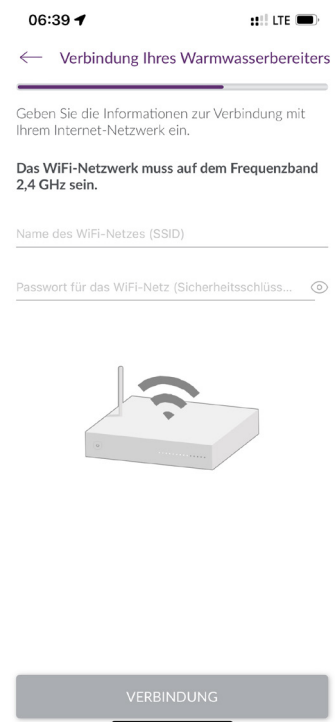 06:39 LTE
Verbindung Ihres Warmwasserbereiters
Geben Sie die Informationen zur Verbindung mit
Ihrem Internet-Netzwerk ein.
Das WiFi-Netzwerk muss auf dem Frequenzband
2,4 GHz sein.
Name des WiFi-Netzes (SSID)
Passwort für das WiFi-Netz (Sicherheitsschlüss...
VERBINDUNG